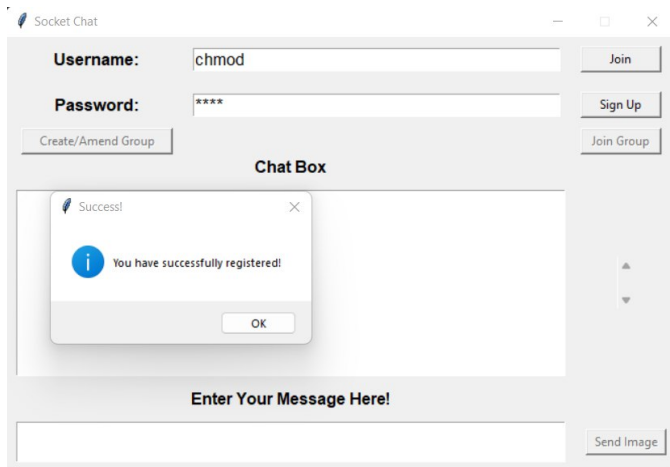 Socket Chat
Username: chmod Join
Password: **** Sign Up
Create/Amend Group Join Group
Chat Box
Success!
You have successfully registered!
OK
Enter Your Message Here!
Send Image